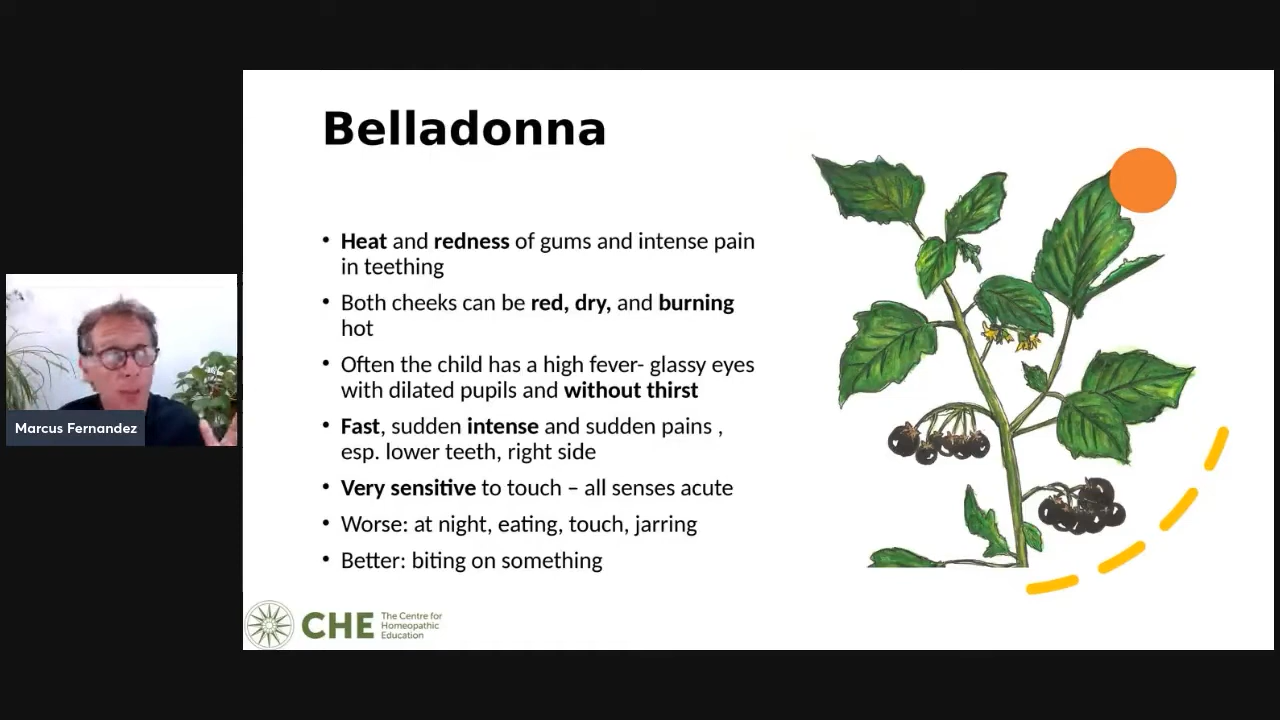 Belladonna
• Heat and redness of gums and intense pain
in teething
• Both cheeks can be red, dry, and burning
hot
• Often the child has a high fever- glassy eyes
with dilated pupils and without thirst
• Fast, sudden intense and sudden pains ,
esp. lower teeth, right side
• Very sensitive to touch – all senses acute
• Worse: at night, eating, touch, jarring
• Better: biting on something
Marcus Fernandez
CHE
The Centre for
Homeopathic
Education